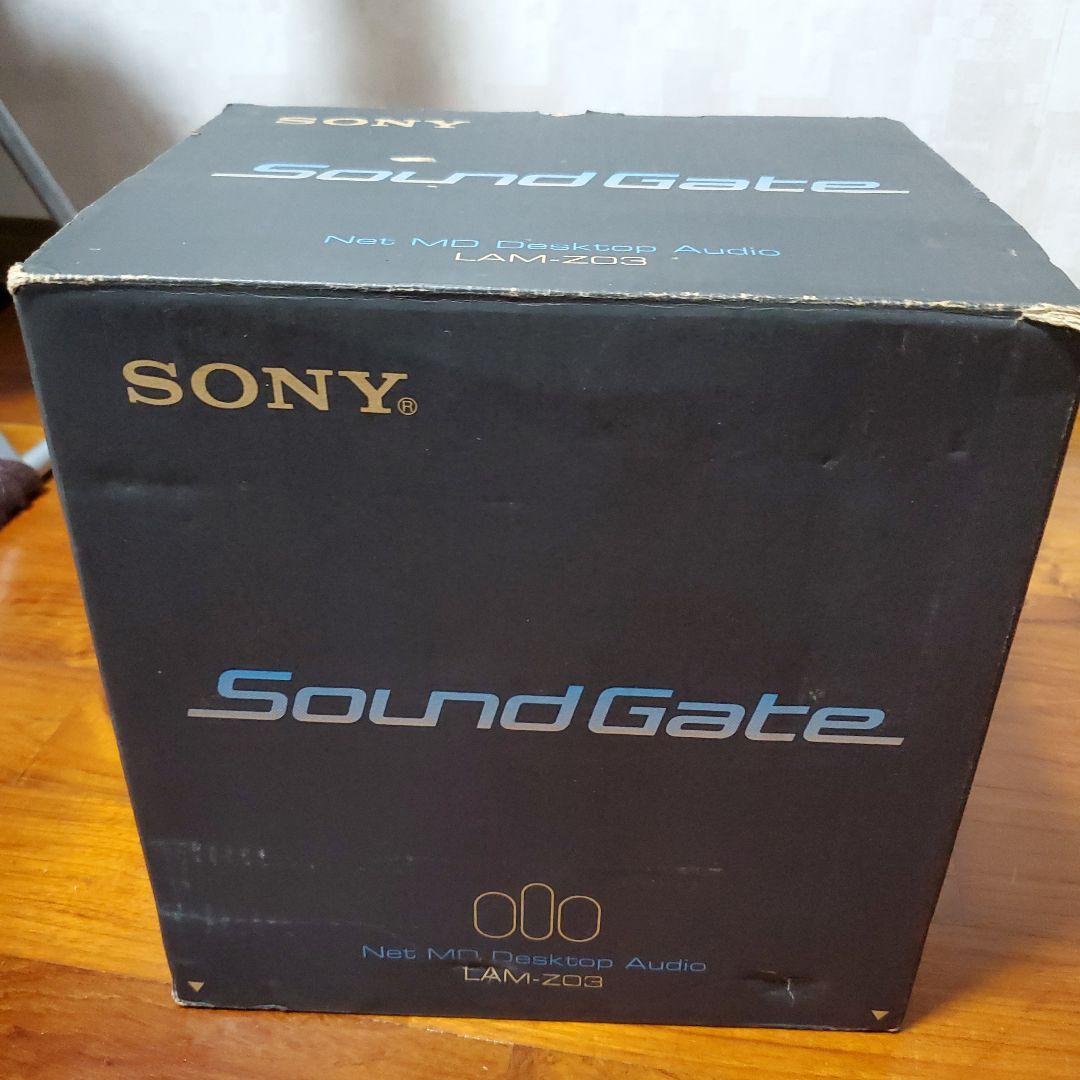 SONY
SoundGate
Net MD Desktop Audio
LAM-Z03
SONY®
SoundGate
Net MD Desktop Audio
LAM-Z03